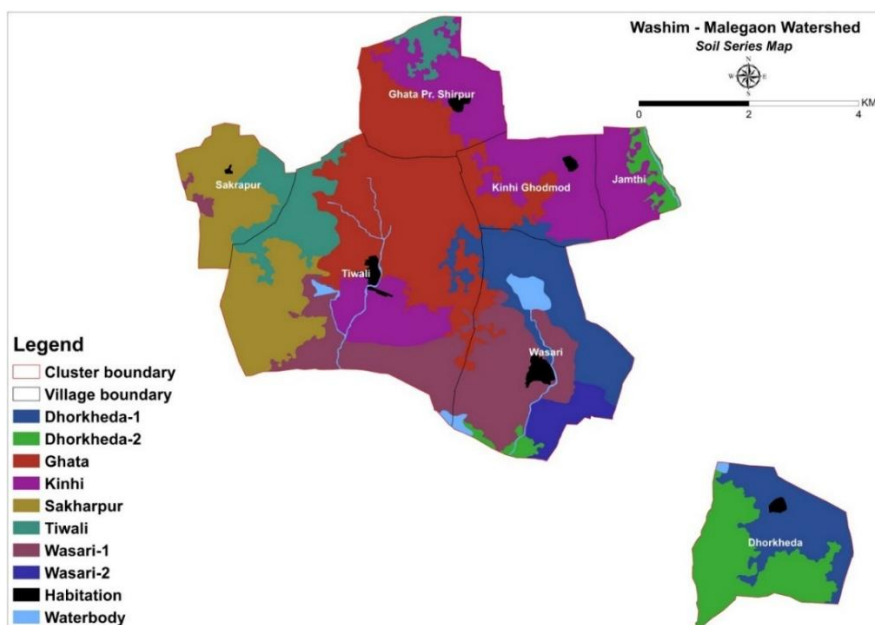 Washim - Malegaon Watershed
Soil Series Map
N
W E
S
KM
0 2 4
Ghata Pr. Shirpur
Sakrapur
Kinhi Ghodmod
Jamthi
Tiwali
Wasari
Dhorkheda
Legend
Cluster boundary
Village boundary
Dhorkheda-1
Dhorkheda-2
Ghata
Kinhi
Sakharpur
Tiwali
Wasari-1
Wasari-2
Habitation
Waterbody